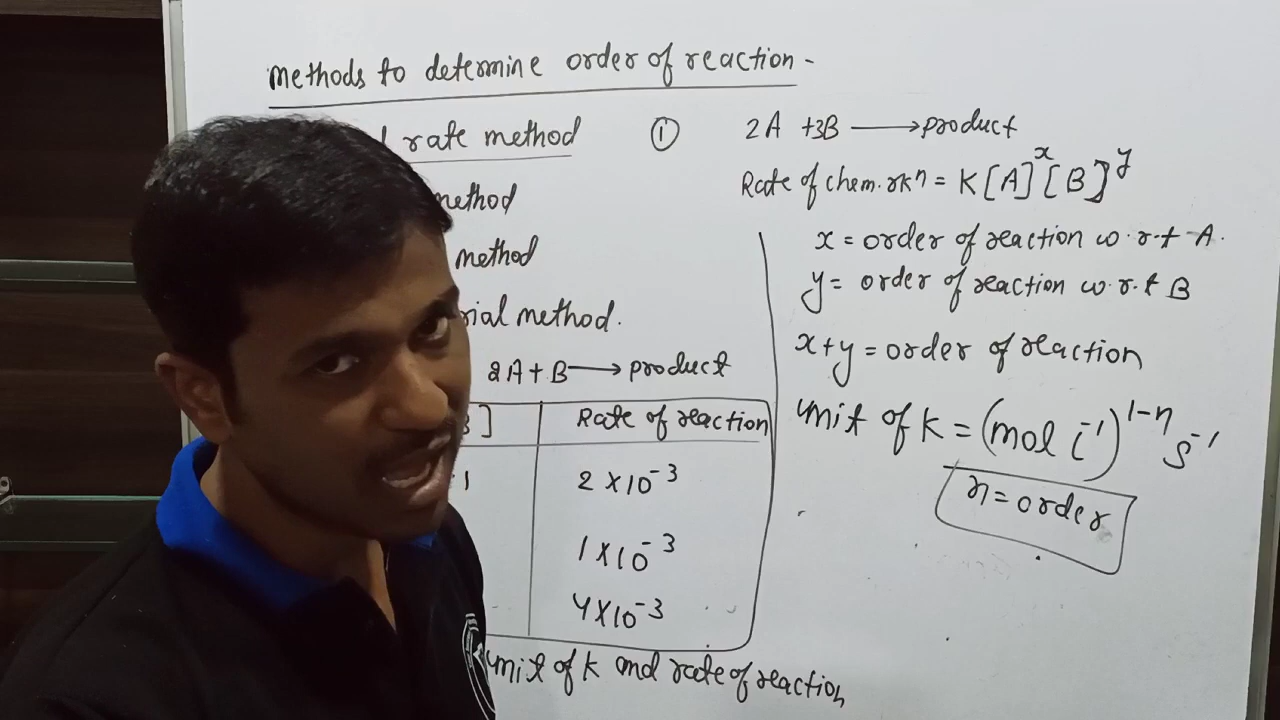 methods to determine order of reaction -
rate method
method
method
rial method.
2A + B ⟶ product
] Rate of reaction
1 2 × 10⁻³
1 × 10⁻³
4 × 10⁻³
unit of k and rate of reaction
① 2A + 3B ⟶ product
Rate of chem. rkⁿ = K[A]ˣ[B]ʸ
x = order of reaction w.r.t A.
y = order of reaction w.r.t B
x + y = order of reaction
unit of k = (mol L⁻¹)¹⁻ⁿ s⁻¹
n = order